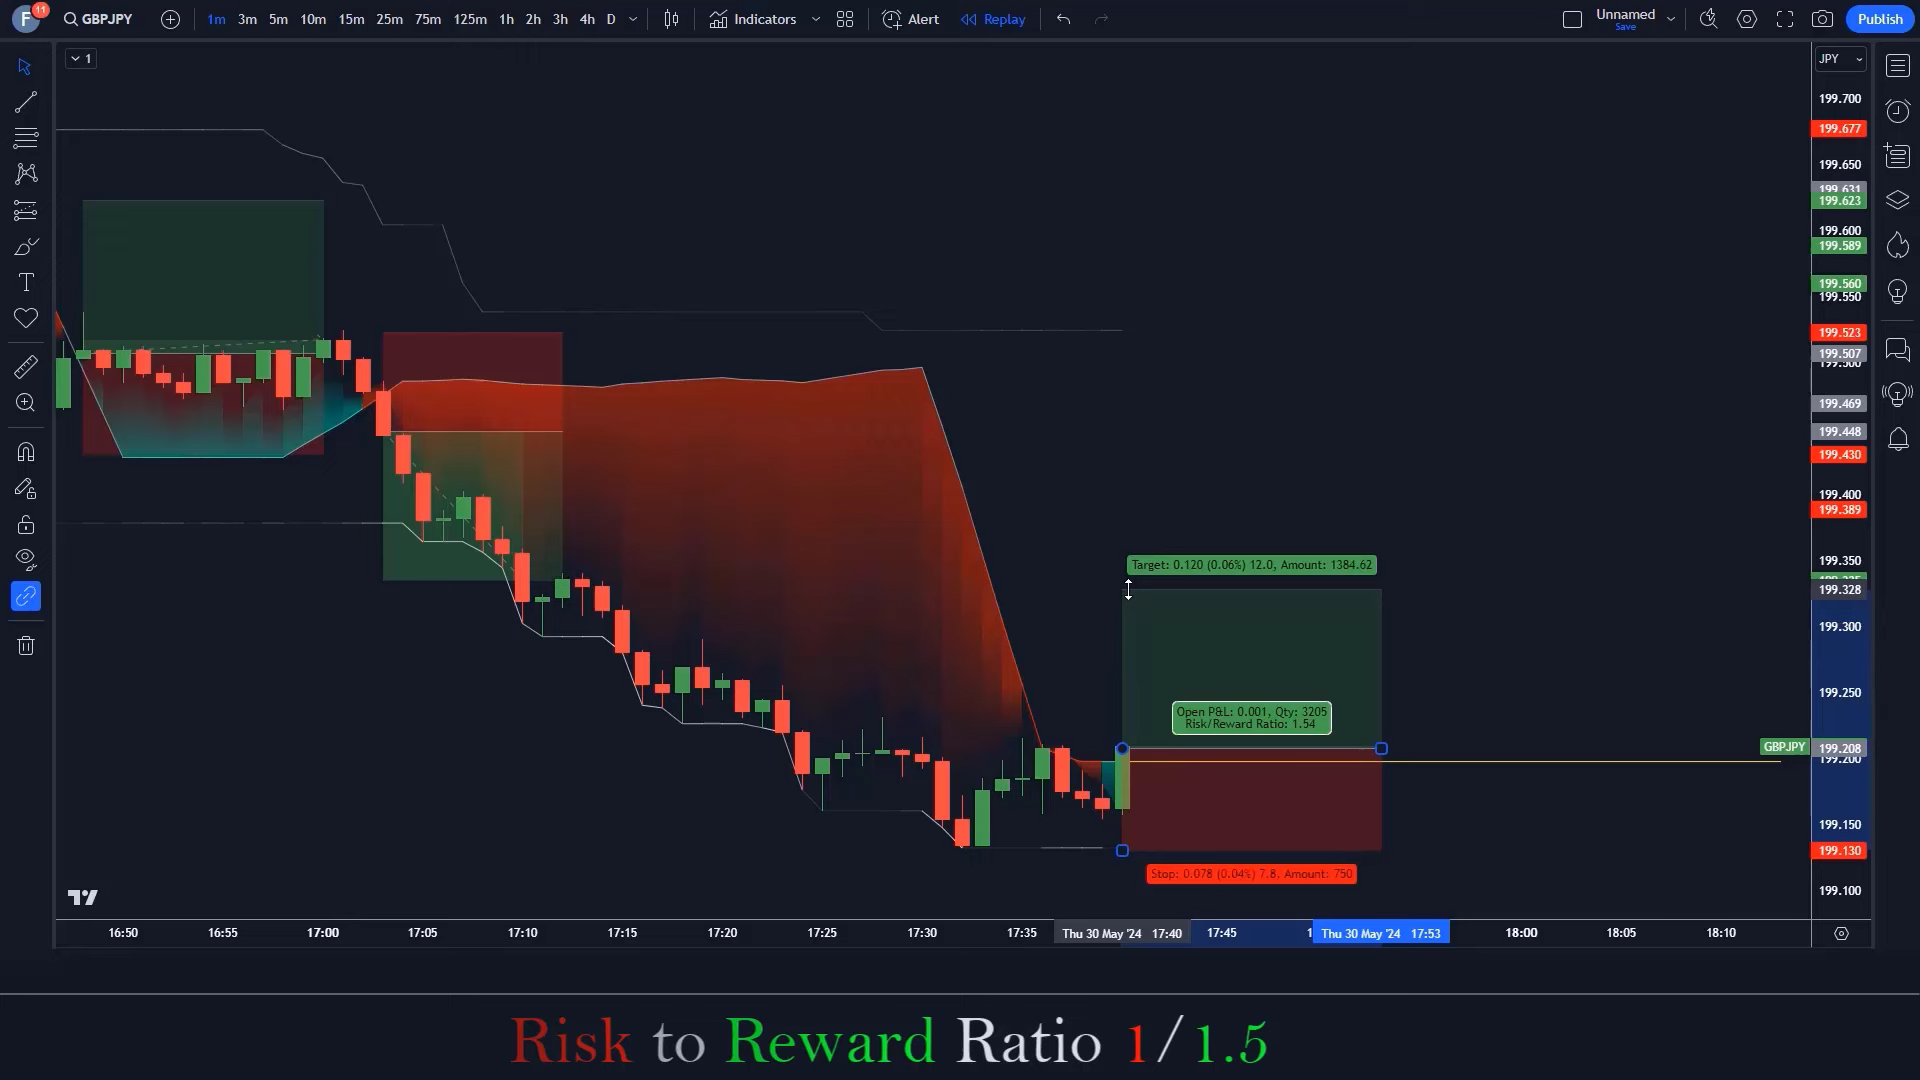 F 11 GBPJPY 1m 3m 5m 10m 15m 25m 75m 125m 1h 2h 3h 4h D Indicators Alert Replay Unnamed Publish
Save
1
JPY
199.700
199.677
199.650
199.631
199.623
199.600
199.589
199.560
199.550
199.523
199.507
199.500
199.469
199.448
199.430
199.400
199.389
199.350
199.328
199.300
199.250
GBPJPY 199.208
199.200
199.150
199.130
199.100
Target: 0.120 (0.06%) 12.0, Amount: 1384.62
Open P&L: 0.001, Qty: 3205
Risk/Reward Ratio: 1.54
Stop: 0.078 (0.04%) 7.8, Amount: 750
16:50 16:55 17:00 17:05 17:10 17:15 17:20 17:25 17:30 17:35 Thu 30 May '24 17:40 17:45 Thu 30 May '24 17:53 18:00 18:05 18:10
Risk to Reward Ratio 1/1.5